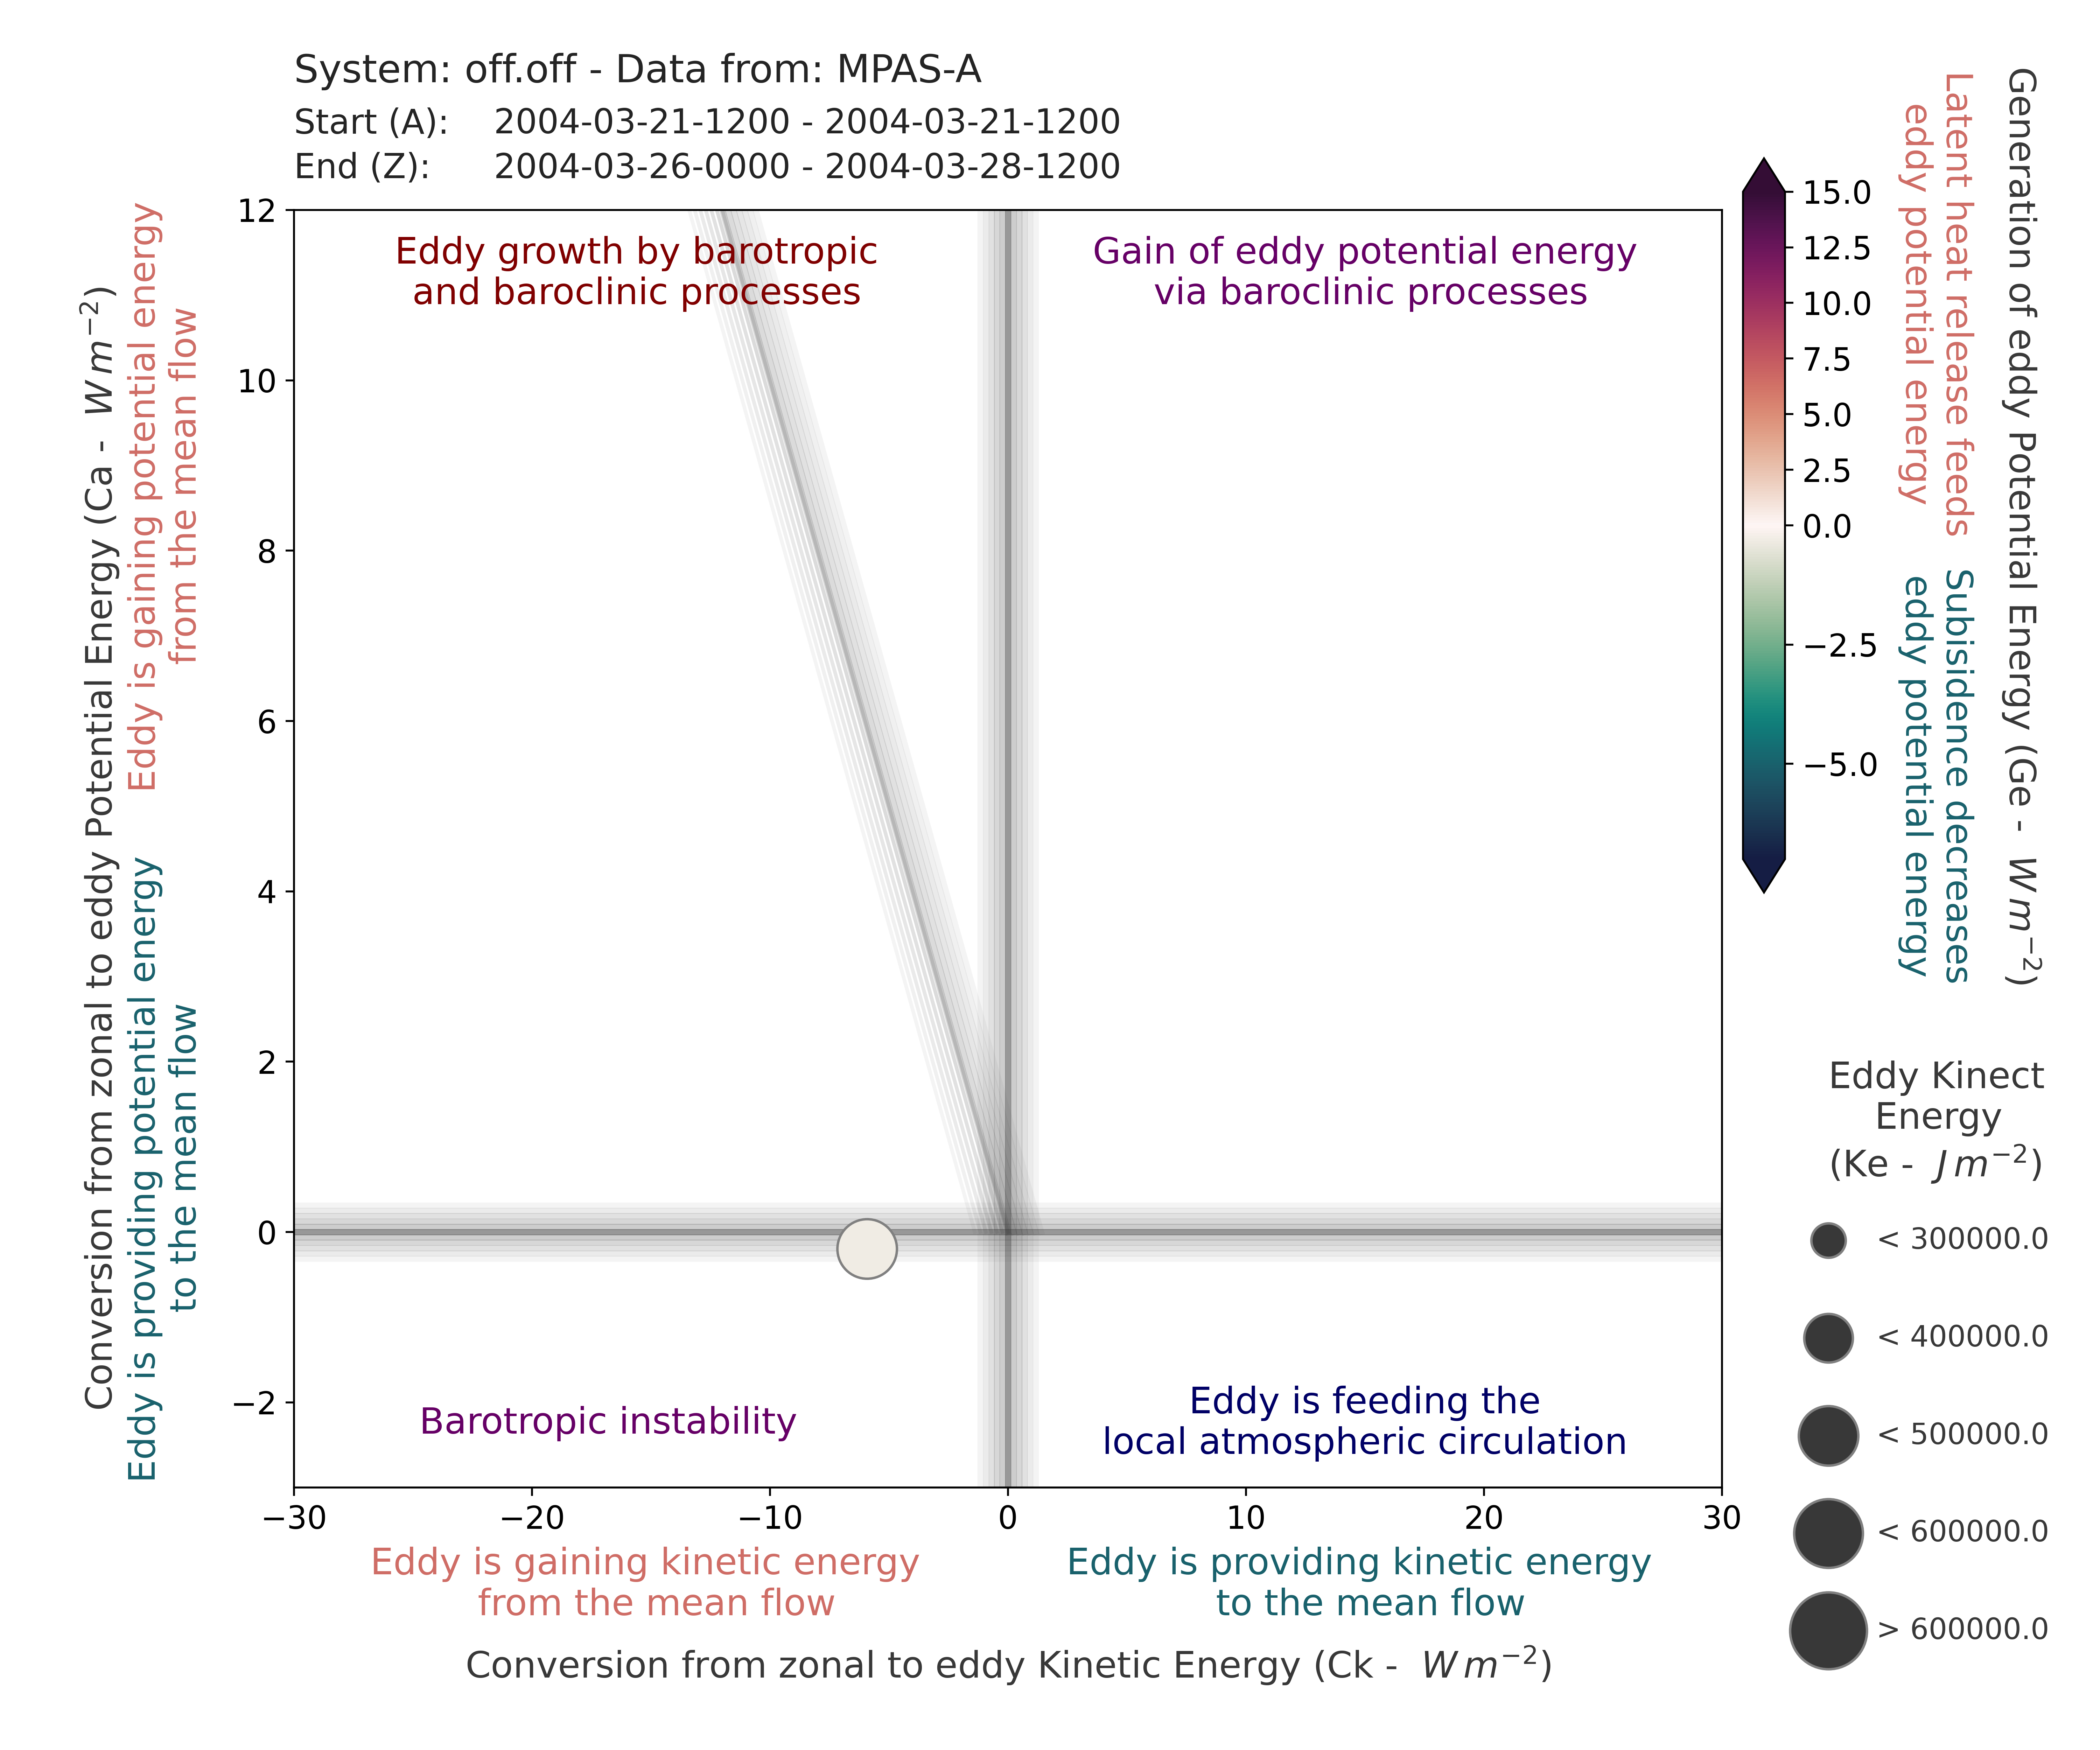 System: off.off - Data from: MPAS-A
Start (A): 2004-03-21-1200 - 2004-03-21-1200
End (Z): 2004-03-26-0000 - 2004-03-28-1200
Conversion from zonal to eddy Potential Energy (Ca - W m⁻²)
Eddy is gaining potential energy
from the mean flow
Eddy is providing potential energy
to the mean flow
12
10
8
6
4
2
0
−2
Eddy growth by barotropic
and baroclinic processes
Gain of eddy potential energy
via baroclinic processes
Barotropic instability
Eddy is feeding the
local atmospheric circulation
−30
−20
−10
0
10
20
30
Eddy is gaining kinetic energy
from the mean flow
Eddy is providing kinetic energy
to the mean flow
Conversion from zonal to eddy Kinetic Energy (Ck - W m⁻²)
15.0
12.5
10.0
7.5
5.0
2.5
0.0
−2.5
−5.0
Latent heat release feeds
eddy potential energy
Subisidence decreases
eddy potential energy
Generation of eddy Potential Energy (Ge - W m⁻²)
Eddy Kinect
Energy
(Ke - J m⁻²)
< 300000.0
< 400000.0
< 500000.0
< 600000.0
> 600000.0